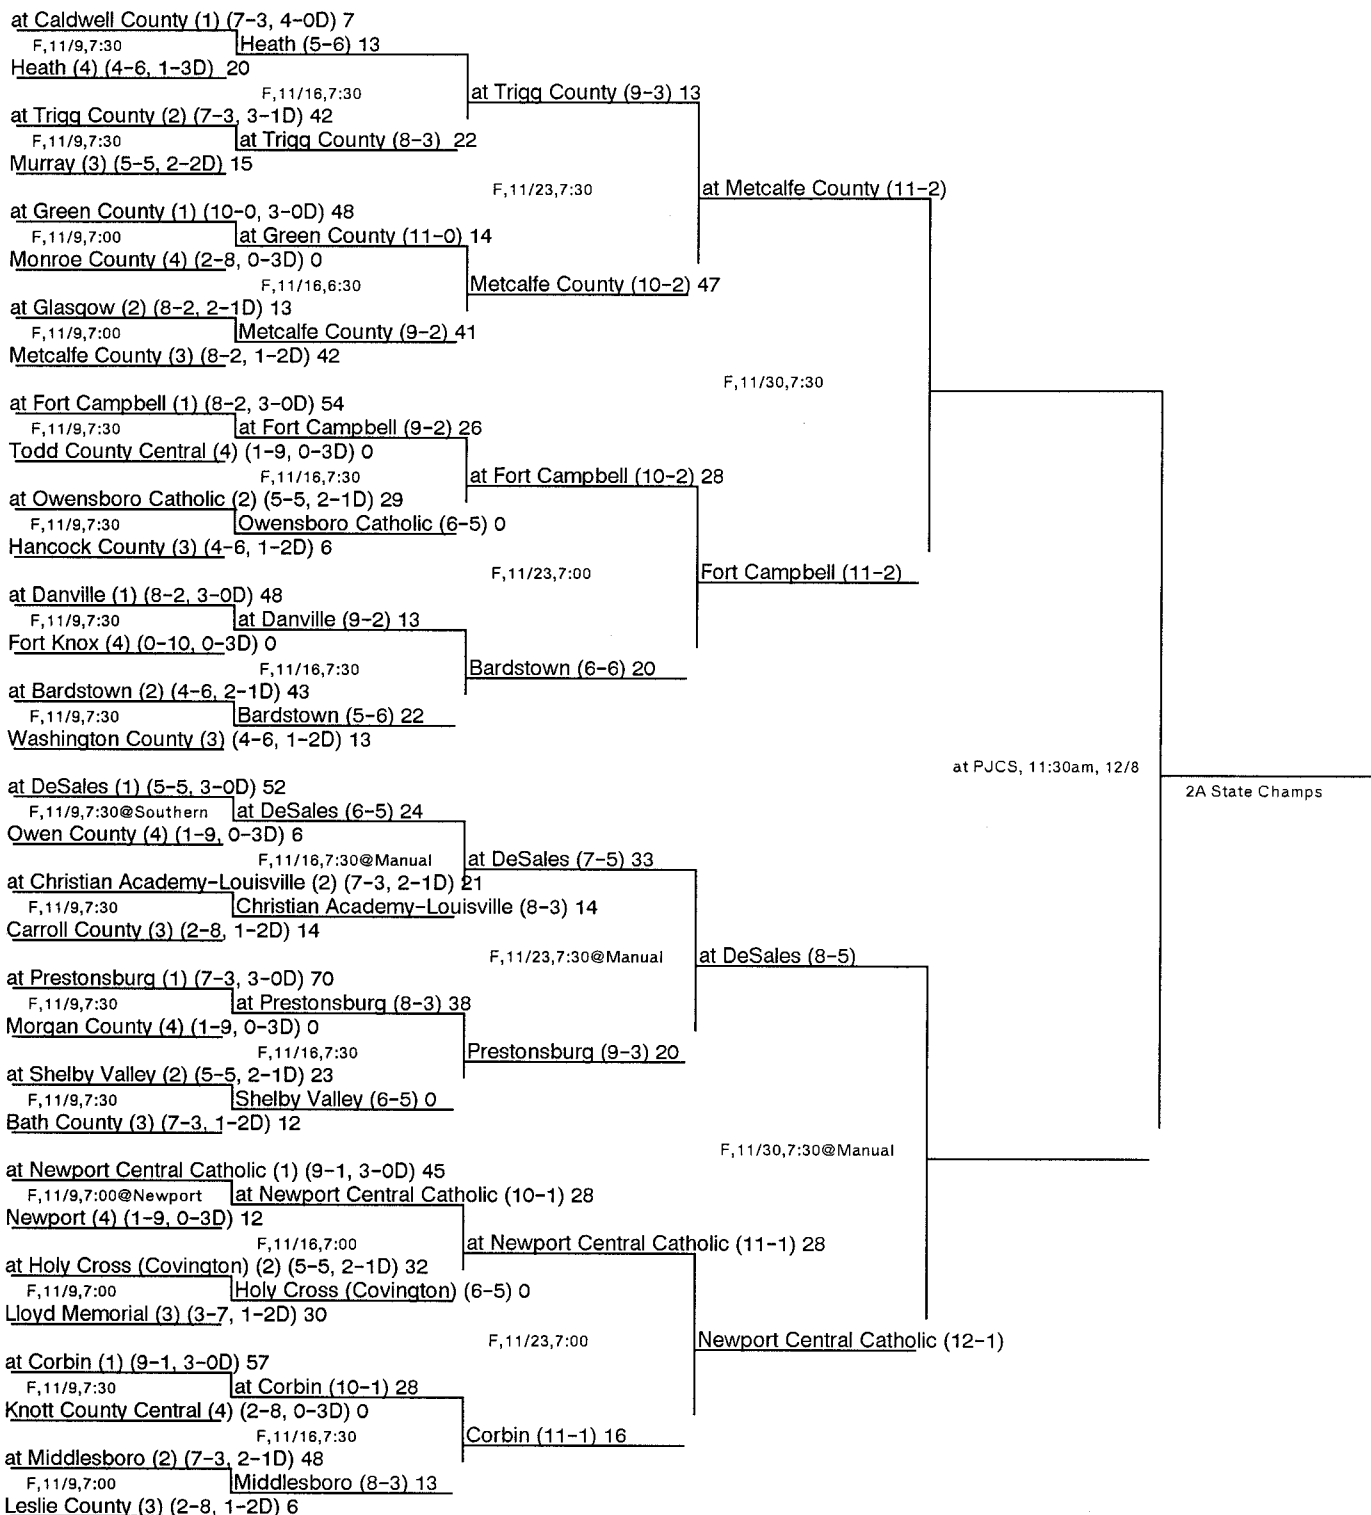 at Caldwell County (1) (7-3, 4-0D) 7
F,11/9,7:30
Heath (5-6) 13
Heath (4) (4-6, 1-3D) 20
F,11/16,7:30
at Trigg County (9-3) 13
at Trigg County (2) (7-3, 3-1D) 42
F,11/9,7:30
at Trigg County (8-3) 22
Murray (3) (5-5, 2-2D) 15
F,11/23,7:30
at Metcalfe County (11-2)
at Green County (1) (10-0, 3-0D) 48
F,11/9,7:00
at Green County (11-0) 14
Monroe County (4) (2-8, 0-3D) 0
F,11/16,6:30
Metcalfe County (10-2) 47
at Glasgow (2) (8-2, 2-1D) 13
F,11/9,7:00
Metcalfe County (9-2) 41
Metcalfe County (3) (8-2, 1-2D) 42
F,11/30,7:30
at Fort Campbell (1) (8-2, 3-0D) 54
F,11/9,7:30
at Fort Campbell (9-2) 26
Todd County Central (4) (1-9, 0-3D) 0
F,11/16,7:30
at Fort Campbell (10-2) 28
at Owensboro Catholic (2) (5-5, 2-1D) 29
F,11/9,7:30
Owensboro Catholic (6-5) 0
Hancock County (3) (4-6, 1-2D) 6
F,11/23,7:00
Fort Campbell (11-2)
at Danville (1) (8-2, 3-0D) 48
F,11/9,7:30
at Danville (9-2) 13
Fort Knox (4) (0-10, 0-3D) 0
F,11/16,7:30
Bardstown (6-6) 20
at Bardstown (2) (4-6, 2-1D) 43
F,11/9,7:30
Bardstown (5-6) 22
Washington County (3) (4-6, 1-2D) 13
at PJCS, 11:30am, 12/8
2A State Champs
at DeSales (1) (5-5, 3-0D) 52
F,11/9,7:30@Southern
at DeSales (6-5) 24
Owen County (4) (1-9, 0-3D) 6
F,11/16,7:30@Manual
at DeSales (7-5) 33
at Christian Academy-Louisville (2) (7-3, 2-1D) 21
F,11/9,7:30
Christian Academy-Louisville (8-3) 14
Carroll County (3) (2-8, 1-2D) 14
F,11/23,7:30@Manual
at DeSales (8-5)
at Prestonsburg (1) (7-3, 3-0D) 70
F,11/9,7:30
at Prestonsburg (8-3) 38
Morgan County (4) (1-9, 0-3D) 0
F,11/16,7:30
Prestonsburg (9-3) 20
at Shelby Valley (2) (5-5, 2-1D) 23
F,11/9,7:30
Shelby Valley (6-5) 0
Bath County (3) (7-3, 1-2D) 12
F,11/30,7:30@Manual
at Newport Central Catholic (1) (9-1, 3-0D) 45
F,11/9,7:00@Newport
at Newport Central Catholic (10-1) 28
Newport (4) (1-9, 0-3D) 12
F,11/16,7:00
at Newport Central Catholic (11-1) 28
at Holy Cross (Covington) (2) (5-5, 2-1D) 32
F,11/9,7:00
Holy Cross (Covington) (6-5) 0
Lloyd Memorial (3) (3-7, 1-2D) 30
F,11/23,7:00
Newport Central Catholic (12-1)
at Corbin (1) (9-1, 3-0D) 57
F,11/9,7:30
at Corbin (10-1) 28
Knott County Central (4) (2-8, 0-3D) 0
F,11/16,7:30
Corbin (11-1) 16
at Middlesboro (2) (7-3, 2-1D) 48
F,11/9,7:00
Middlesboro (8-3) 13
Leslie County (3) (2-8, 1-2D) 6